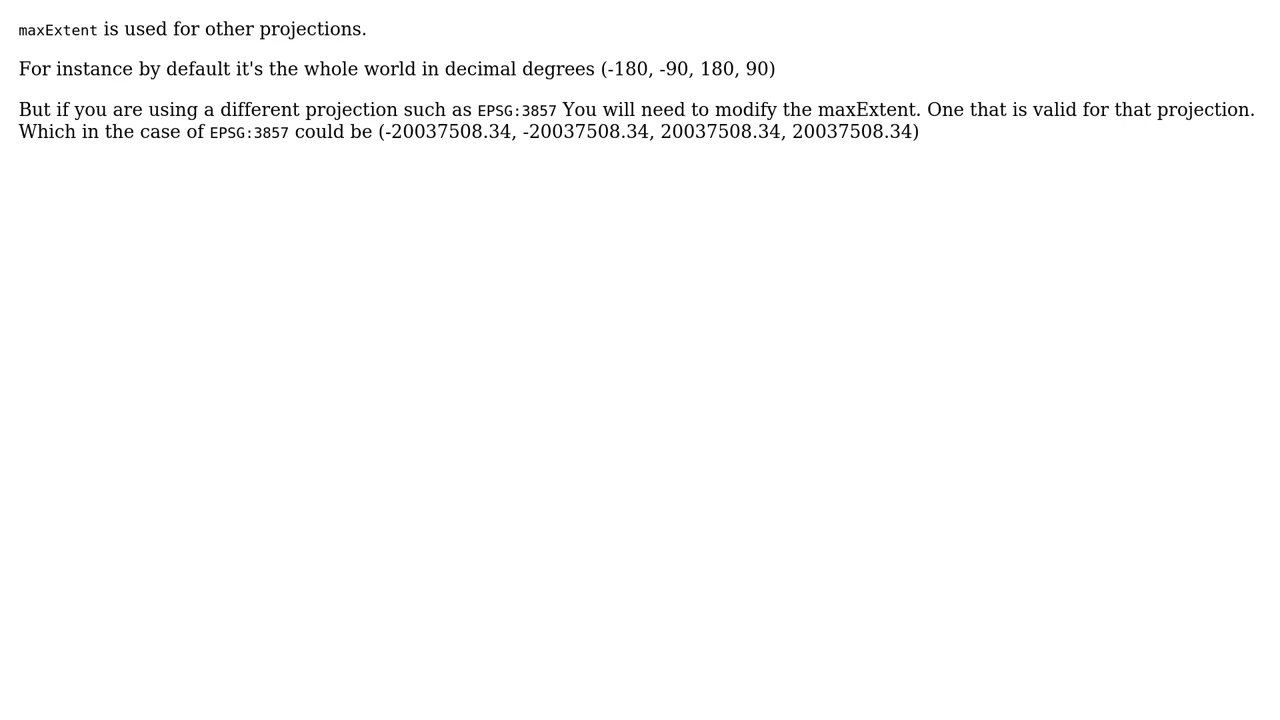 maxExtent is used for other projections.
For instance by default it's the whole world in decimal degrees (-180, -90, 180, 90)
But if you are using a different projection such as EPSG:3857 You will need to modify the maxExtent. One that is valid for that projection.
Which in the case of EPSG:3857 could be (-20037508.34, -20037508.34, 20037508.34, 20037508.34)